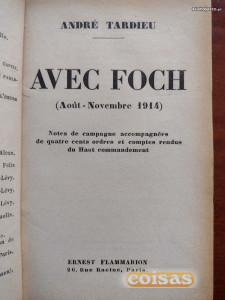 ANDRÉ TARDIEU
AVEC FOCH
(Août-Novembre 1914)
Notes de campagne accompagnées
de quatre cents ordres et comptes rendus
du Haut commandement
ERNEST FLAMMARION
26, Rue Racine, Paris
coisas